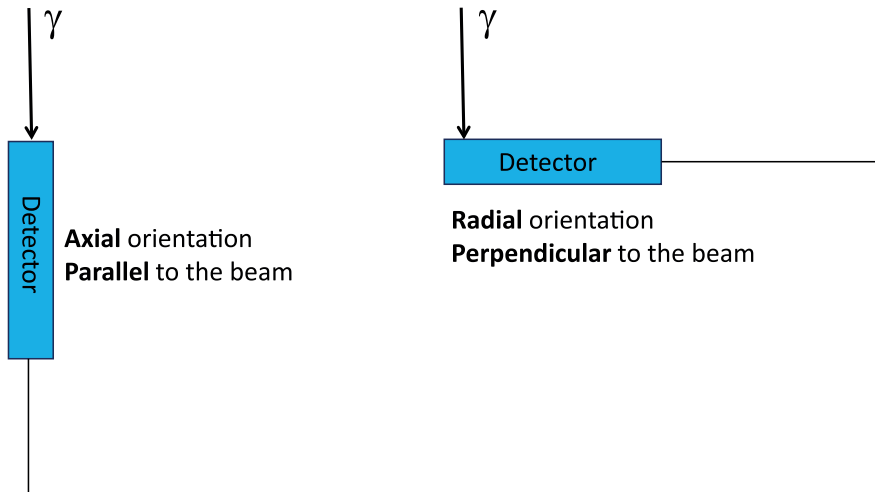 γ
Detector
Axial orientation
Parallel to the beam
γ
Detector
Radial orientation
Perpendicular to the beam